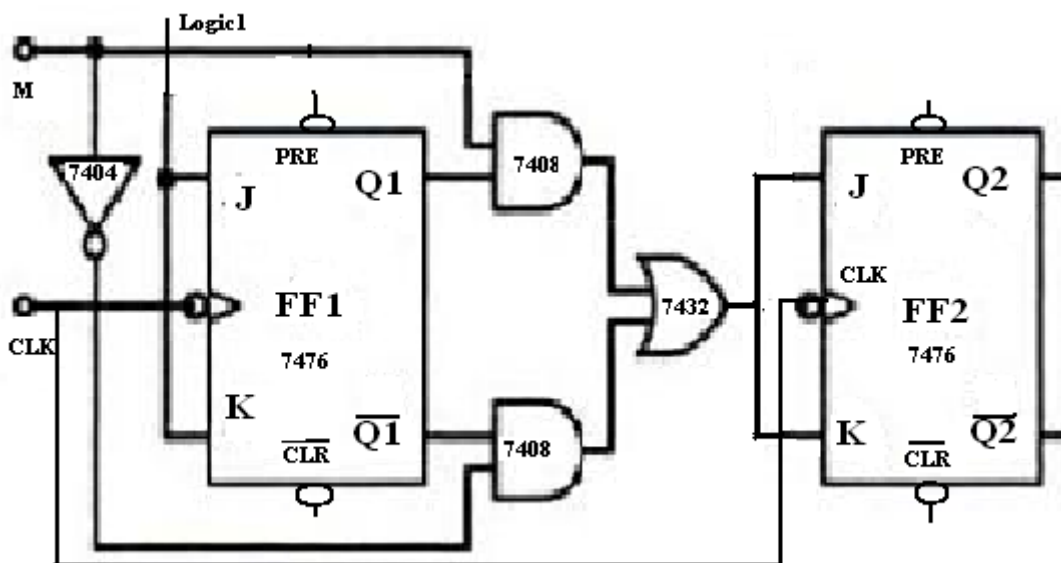 Logic1
M
7404
PRE
J
Q1
7408
PRE
J
Q2
CLK
FF1
7476
7432
CLK
FF2
7476
K
Q1
CLR
7408
K
Q2
CLR